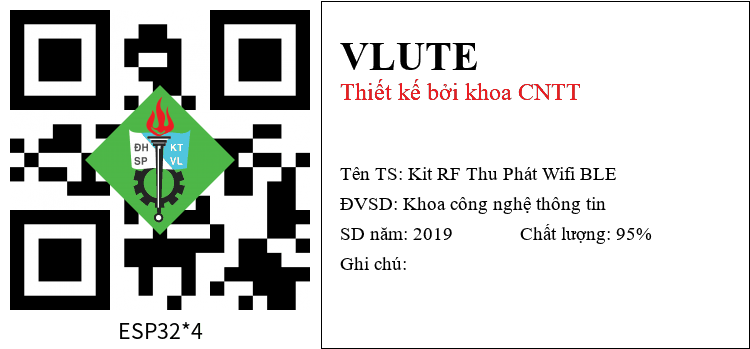 ĐH KT
SP VL
ESP32*4
VLUTE
Thiết kế bởi khoa CNTT
Tên TS: Kit RF Thu Phát Wifi BLE
ĐVSD: Khoa công nghệ thông tin
SD năm: 2019 Chất lượng: 95%
Ghi chú: